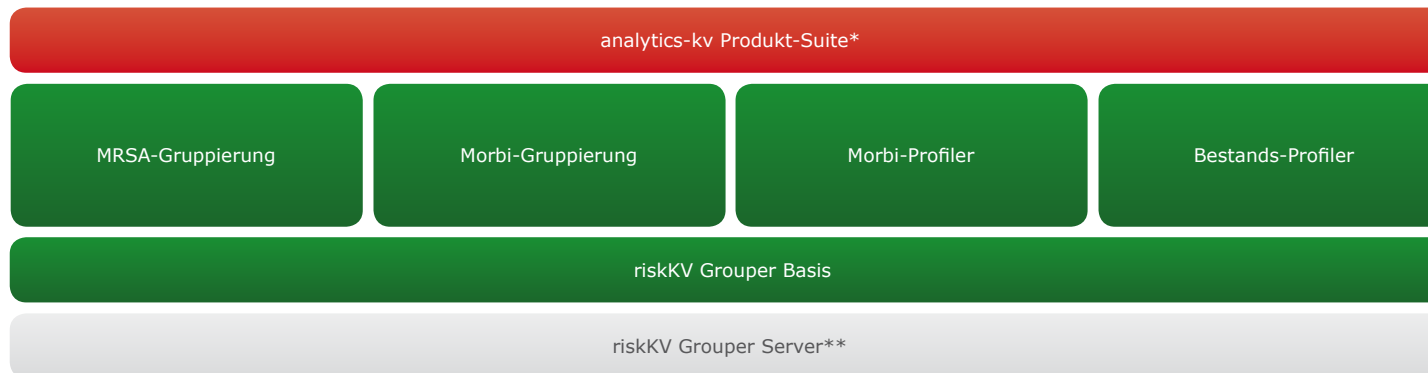 analytics-kv Produkt-Suite*
MRSA-Gruppierung
Morbi-Gruppierung
Morbi-Profiler
Bestands-Profiler
riskKV Grouper Basis
riskKV Grouper Server**